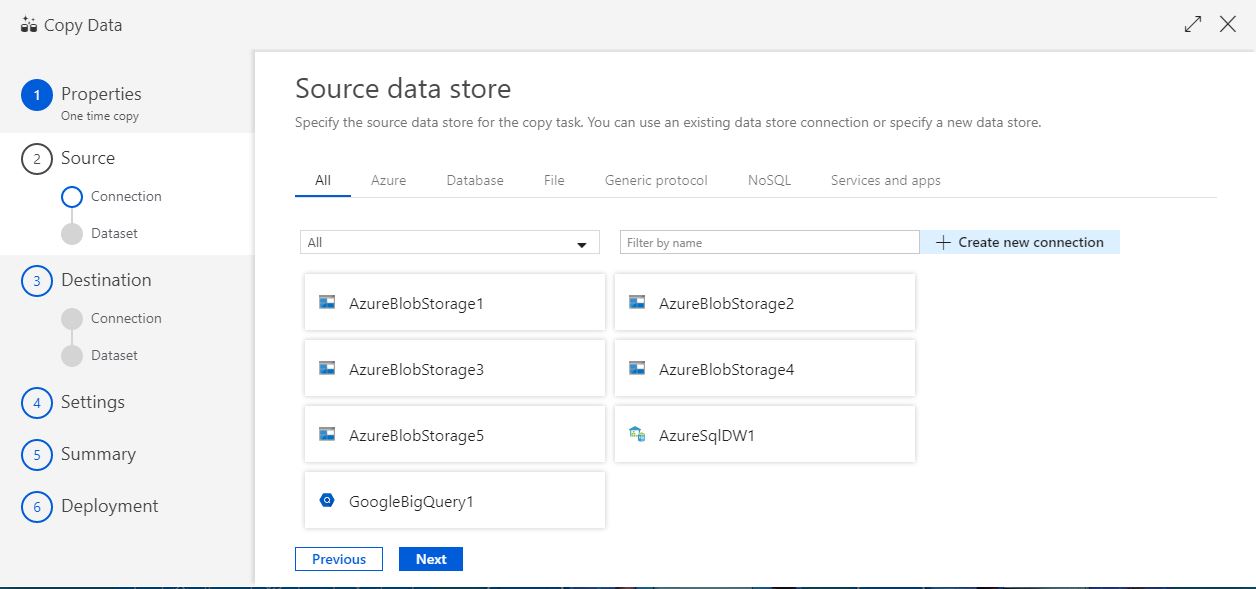 Copy Data
1 Properties
One time copy
2 Source
Connection
Dataset
3 Destination
Connection
Dataset
4 Settings
5 Summary
6 Deployment
Source data store
Specify the source data store for the copy task. You can use an existing data store connection or specify a new data store.
All Azure Database File Generic protocol NoSQL Services and apps
All Filter by name + Create new connection
AzureBlobStorage1 AzureBlobStorage2
AzureBlobStorage3 AzureBlobStorage4
AzureBlobStorage5 AzureSqlDW1
GoogleBigQuery1
Previous Next